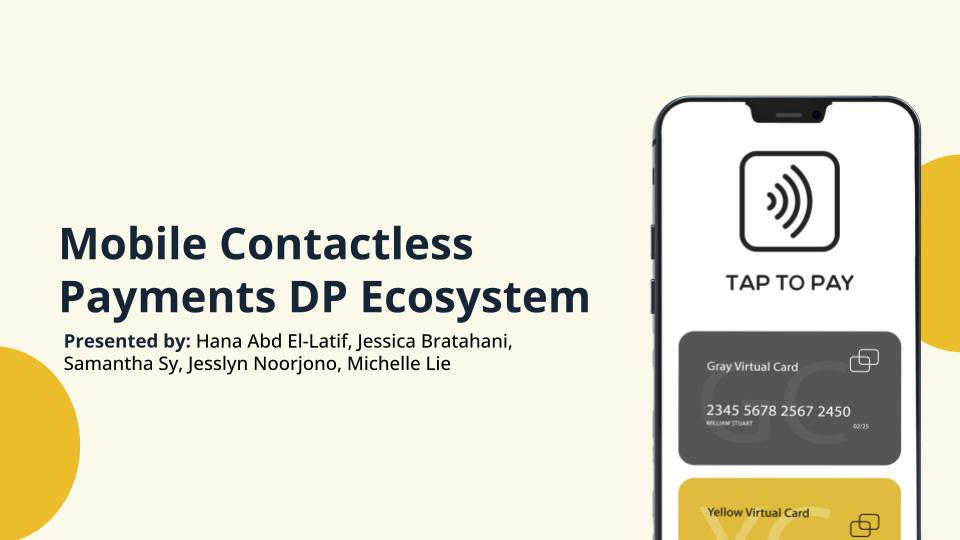 Mobile Contactless
Payments DP Ecosystem
Presented by: Hana Abd El-Latif, Jessica Bratahani,
Samantha Sy, Jesslyn Noorjono, Michelle Lie
TAP TO PAY
Gray Virtual Card
GC
2345 5678 2567 2450
WILLIAM STUART
02/25
Yellow Virtual Card
YC